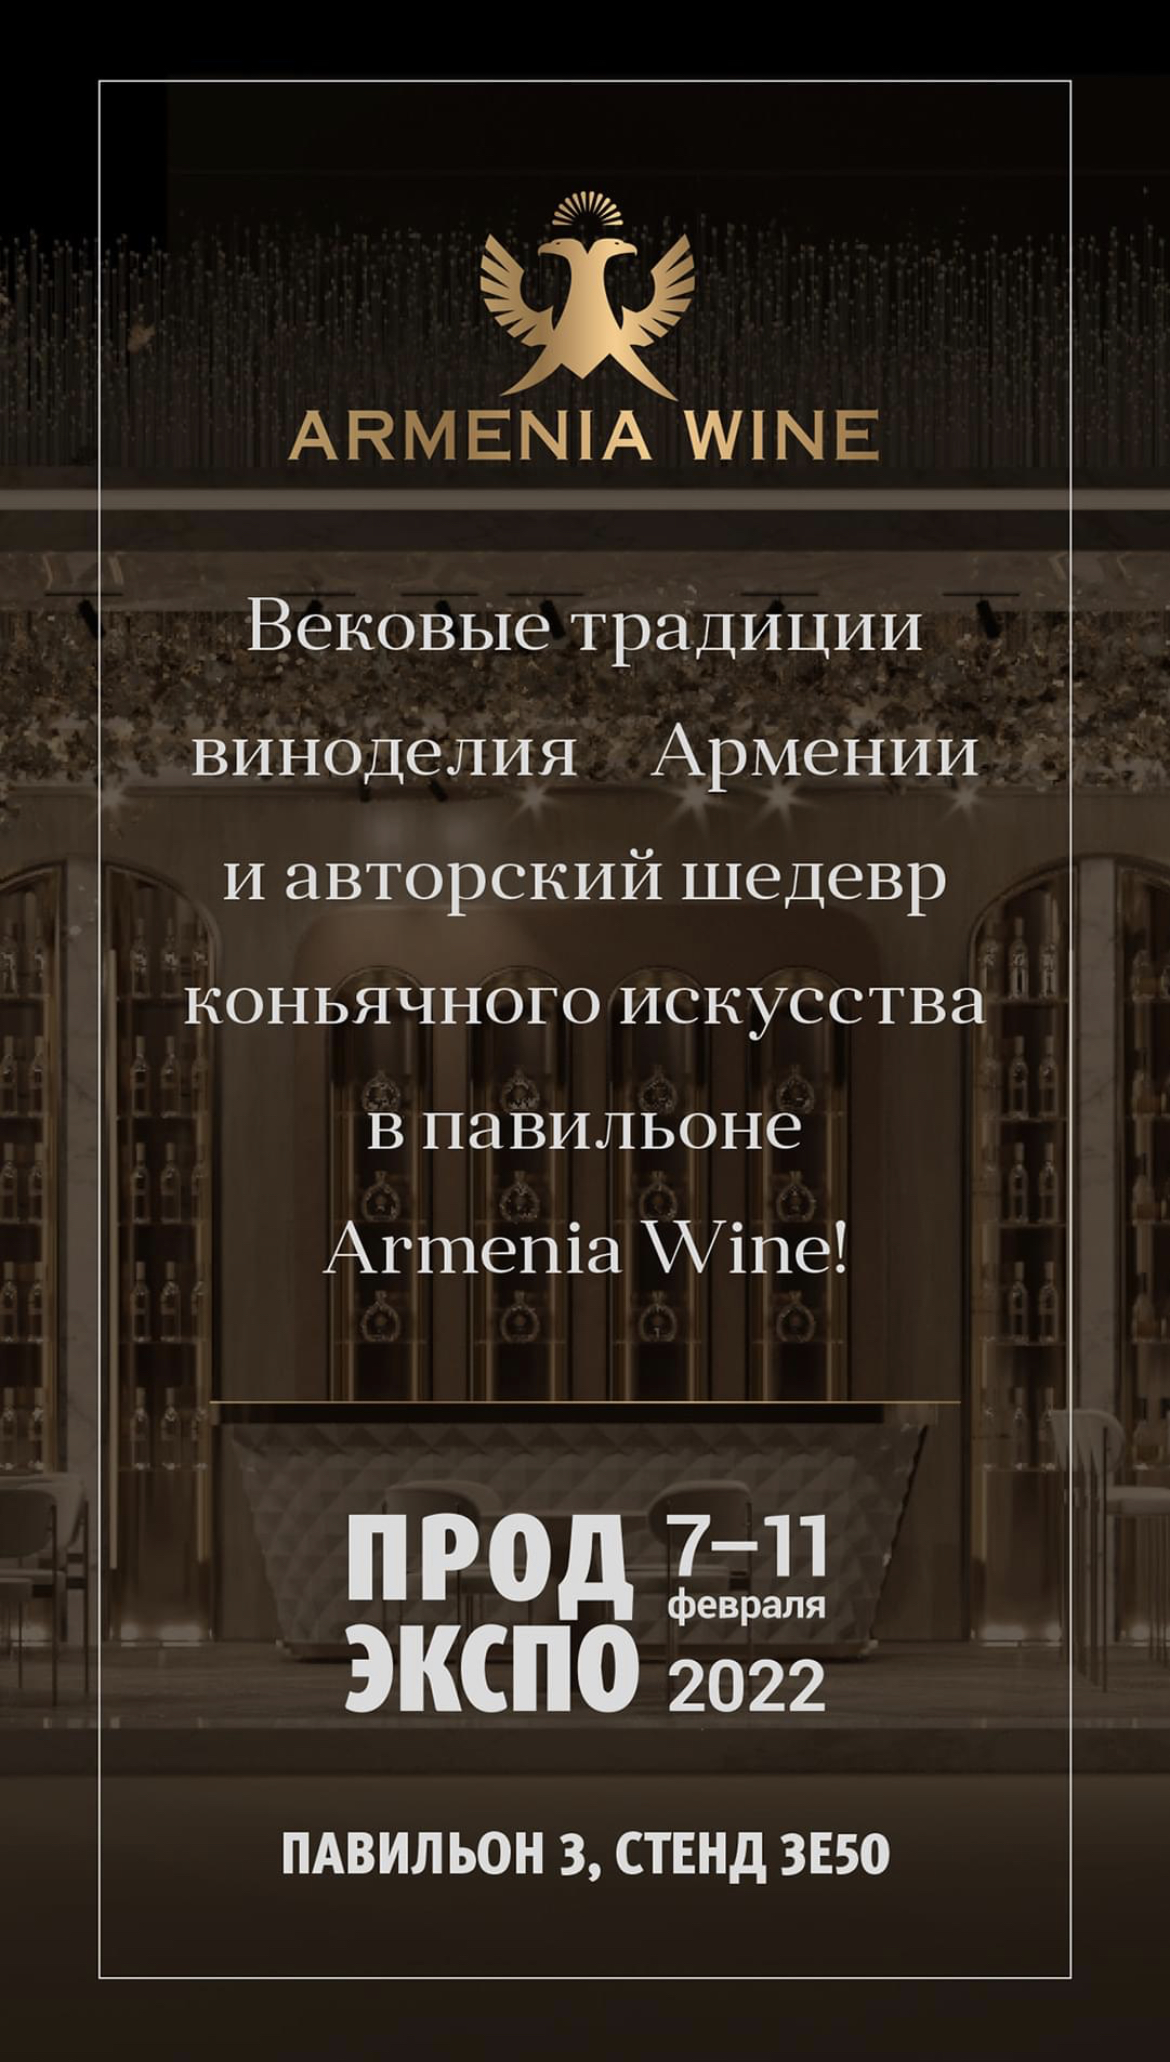 ARMENIA WINE
Вековые традиции
виноделия Армении
и авторский шедевр
коньячного искусства
в павильоне
Armenia Wine!
ПРОД
ЭКСПО
7–11
февраля
2022
ПАВИЛЬОН 3, СТЕНД 3Е50